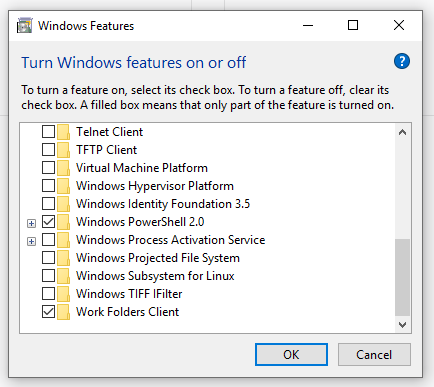 Windows Features
Turn Windows features on or off
?
To turn a feature on, select its check box. To turn a feature off, clear its
check box. A filled box means that only part of the feature is turned on.
Telnet Client
TFTP Client
Virtual Machine Platform
Windows Hypervisor Platform
Windows Identity Foundation 3.5
Windows PowerShell 2.0
Windows Process Activation Service
Windows Projected File System
Windows Subsystem for Linux
Windows TIFF IFilter
Work Folders Client
OK Cancel